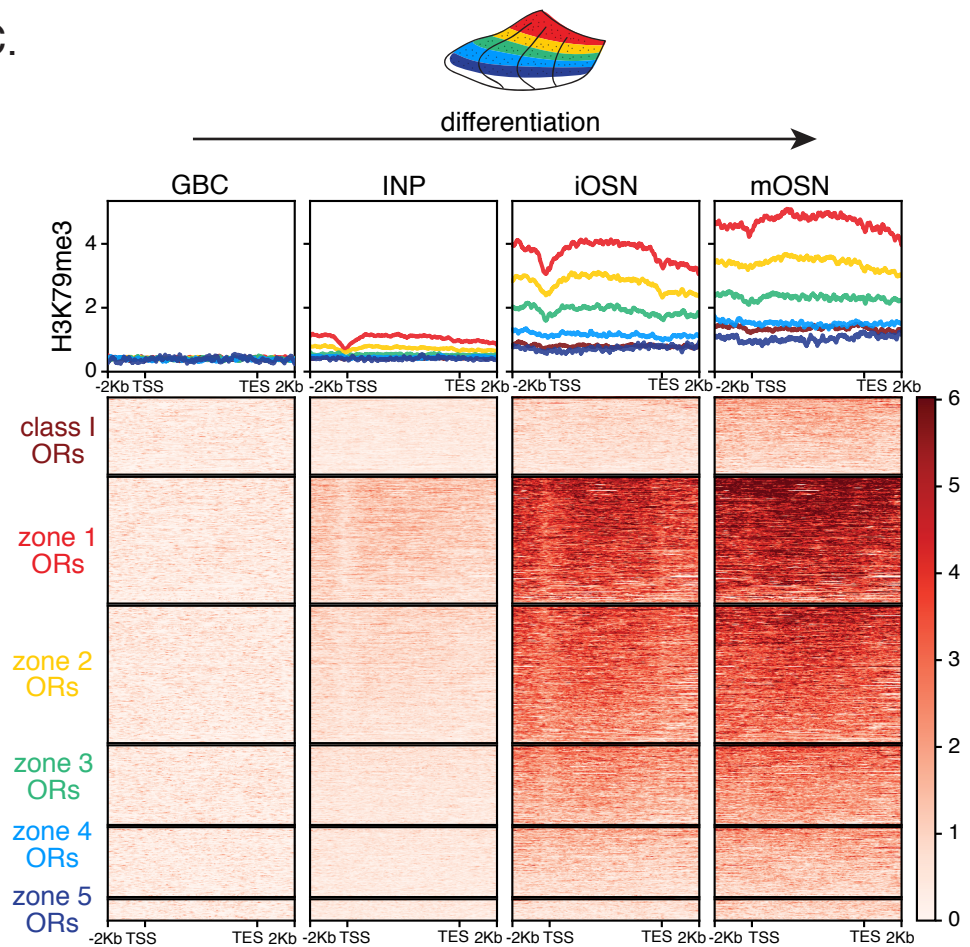 c.
differentiation
GBC INP iOSN mOSN
H3K79me3
4
2
0
-2Kb TSS TES 2Kb -2Kb TSS TES 2Kb -2Kb TSS TES 2Kb -2Kb TSS TES 2Kb
class I
ORs
zone 1
ORs
zone 2
ORs
zone 3
ORs
zone 4
ORs
zone 5
ORs
6
5
4
3
2
1
0
-2Kb TSS TES 2Kb -2Kb TSS TES 2Kb -2Kb TSS TES 2Kb -2Kb TSS TES 2Kb